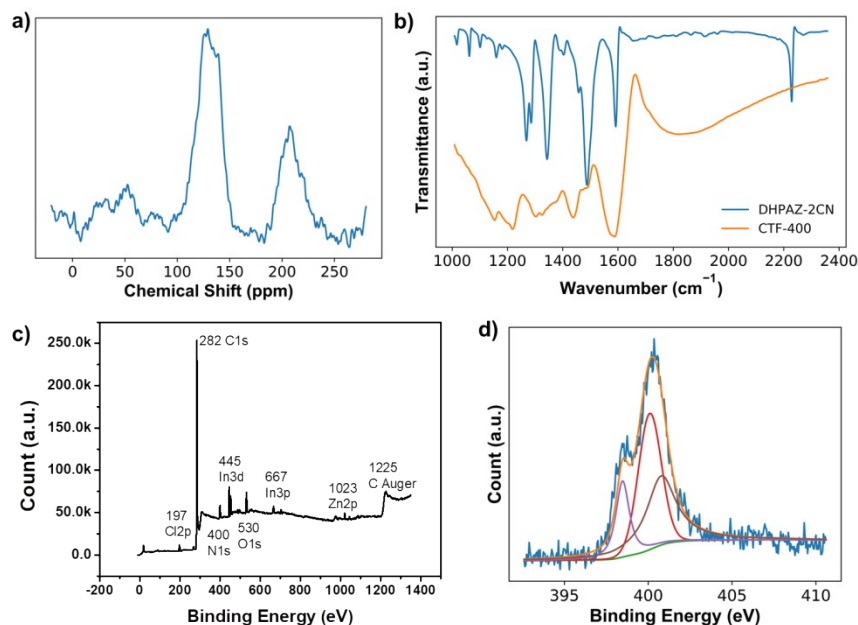 a)
0 50 100 150 200 250
Chemical Shift (ppm)
b)
Transmittance (a.u.)
DHPAZ-2CN
CTF-400
1000 1200 1400 1600 1800 2000 2200 2400
Wavenumber (cm⁻¹)
c)
Count (a.u.)
250.0k
200.0k
150.0k
100.0k
50.0k
0.0
282 C1s
197
Cl2p
400
N1s
445
In3d
530
O1s
667
In3p
1023
Zn2p
1225
C Auger
-200 0 200 400 600 800 1000 1200 1400
Binding Energy (eV)
d)
Count (a.u.)
395 400 405 410
Binding Energy (eV)